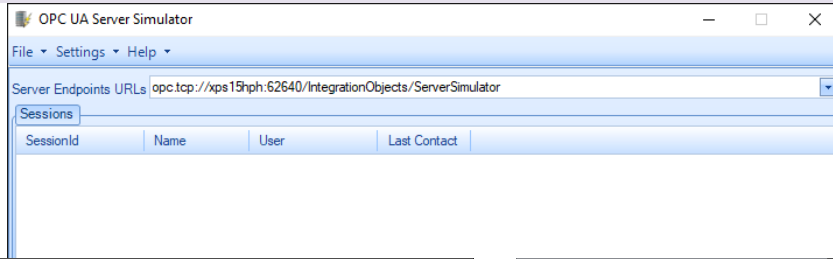 OPC UA Server Simulator
File Settings Help
Server Endpoints URLs opc.tcp://xps15hph:62640/IntegrationObjects/ServerSimulator
Sessions
SessionId Name User Last Contact